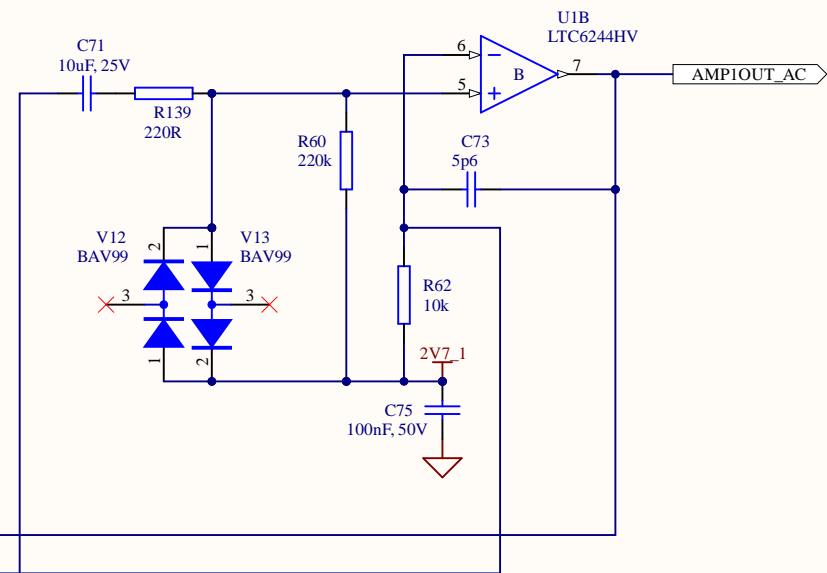 U1B
LTC6244HV
C71
10uF, 25V
6
7
B
AMP1OUT_AC
5
R139
220R
R60
220k
C73
5p6
V12
BAV99
2
1
V13
BAV99
3
3
R62
10k
1
2
2V7_1
C75
100nF, 50V